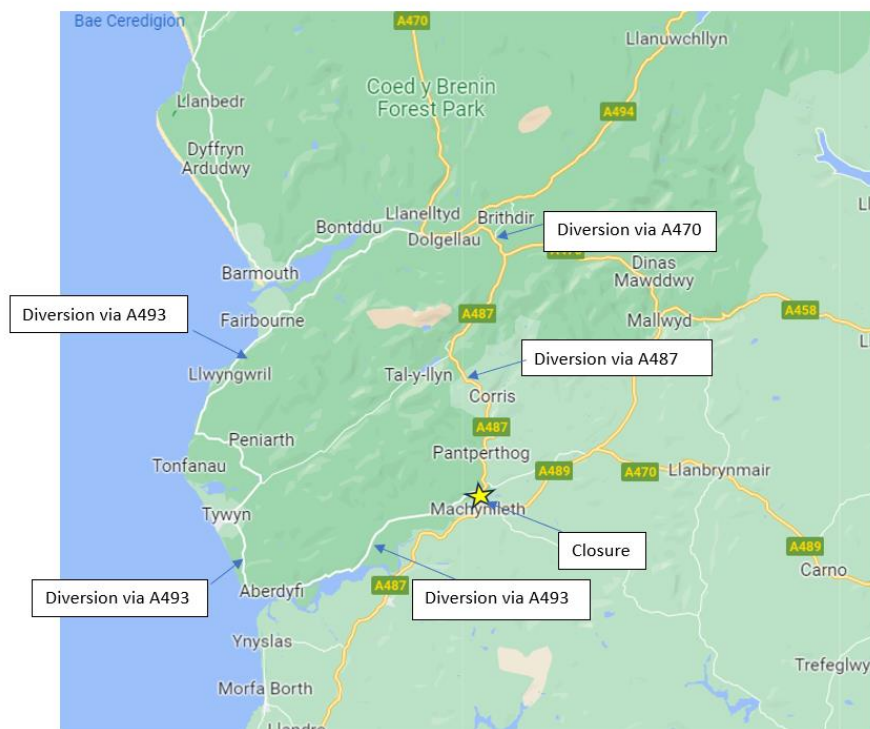 Bae Ceredigion
A470
Llanuwchllyn
Coed y Brenin
Forest Park
Llanbedr
A494
Dyffryn
Ardudwy
Llanelltyd
Brithdir
Bontddu
Diversion via A470
Dolgellau
Dinas
Mawddwy
Barmouth
A487
A458
Diversion via A493
Fairbourne
Mallwyd
Diversion via A487
Llwyngwril
Tal-y-llyn
Corris
A487
Peniarth
Pantperthog
Tonfanau
A489
A470
Llanbrynmair
Machynlleth
Tywyn
Closure
A489
Carno
Diversion via A493
Aberdyfi
A487
Diversion via A493
Ynyslas
Trefeglwy
Morfa Borth